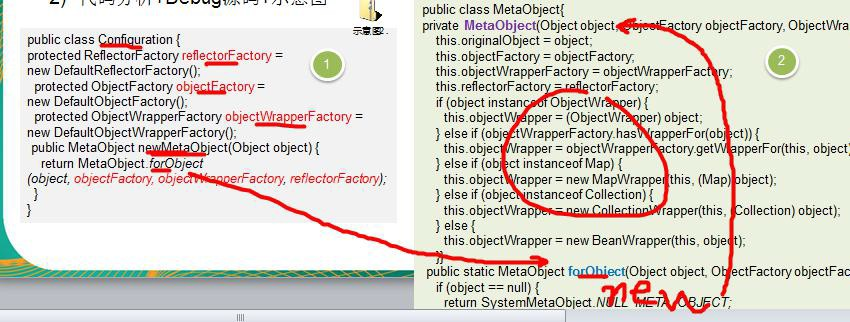 2) 代码分析+Debug源码+示意图
示意图2.
public class Configuration {
protected ReflectorFactory reflectorFactory =
new DefaultReflectorFactory();
protected ObjectFactory objectFactory =
new DefaultObjectFactory();
protected ObjectWrapperFactory objectWrapperFactory =
new DefaultObjectWrapperFactory();
public MetaObject newMetaObject(Object object) {
return MetaObject.forObject
(object, objectFactory, objectWrapperFactory, reflectorFactory);
}
}
1
public class MetaObject{
private MetaObject(Object object, ObjectFactory objectFactory, ObjectWra
this.originalObject = object;
this.objectFactory = objectFactory;
this.objectWrapperFactory = objectWrapperFactory;
this.reflectorFactory = reflectorFactory;
if (object instanceof ObjectWrapper) {
this.objectWrapper = (ObjectWrapper) object;
} else if (objectWrapperFactory.hasWrapperFor(object)) {
this.objectWrapper = objectWrapperFactory.getWrapperFor(this, object)
} else if (object instanceof Map) {
this.objectWrapper = new MapWrapper(this, (Map) object);
} else if (object instanceof Collection) {
this.objectWrapper = new CollectionWrapper(this, (Collection) object);
} else {
this.objectWrapper = new BeanWrapper(this, object);
}}
public static MetaObject forObject(Object object, ObjectFactory objectFac
if (object == null) {
return SystemMetaObject.NULL_META_OBJECT;
2
new